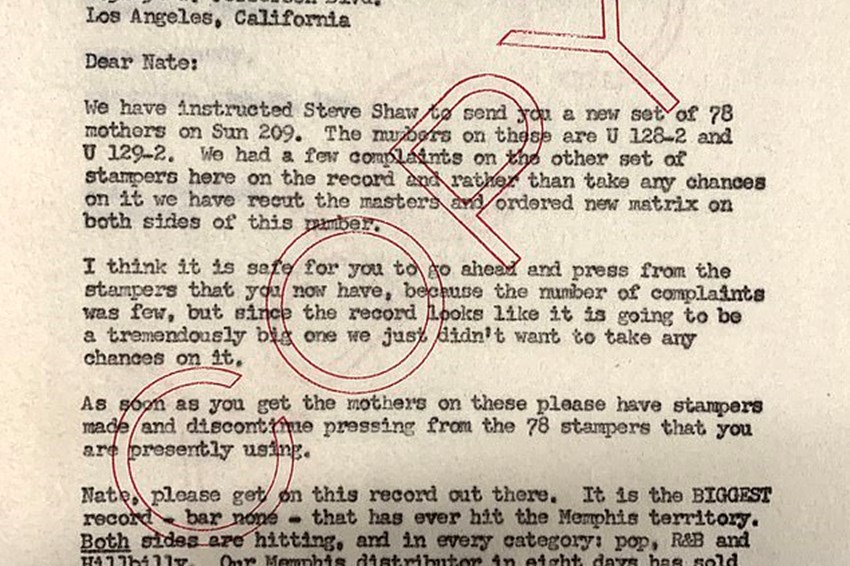 Los Angeles, California
Dear Nate:
We have instructed Steve Shaw to send you a new set of 78
mothers on Sun 209. The numbers on these are U 128-2 and
U 129-2. We had a few complaints on the other set of
stampers here on the record and rather than take any chances
on it we have recut the masters and ordered new matrix on
both sides of this number.
I think it is safe for you to go ahead and press from the
stampers that you now have, because the number of complaints
was few, but since the record looks like it is going to be
a tremendously big one we just didn't want to take any
chances on it.
As soon as you get the mothers on these please have stampers
made and discontinue pressing from the 78 stampers that you
are presently using.
Nate, please get on this record out there. It is the BIGGEST
record - bar none - that has ever hit the Memphis territory.
Both sides are hitting, and in every category: pop, R&B and
Hillbilly. Our Memphis distributor in eight days has sold
COPY